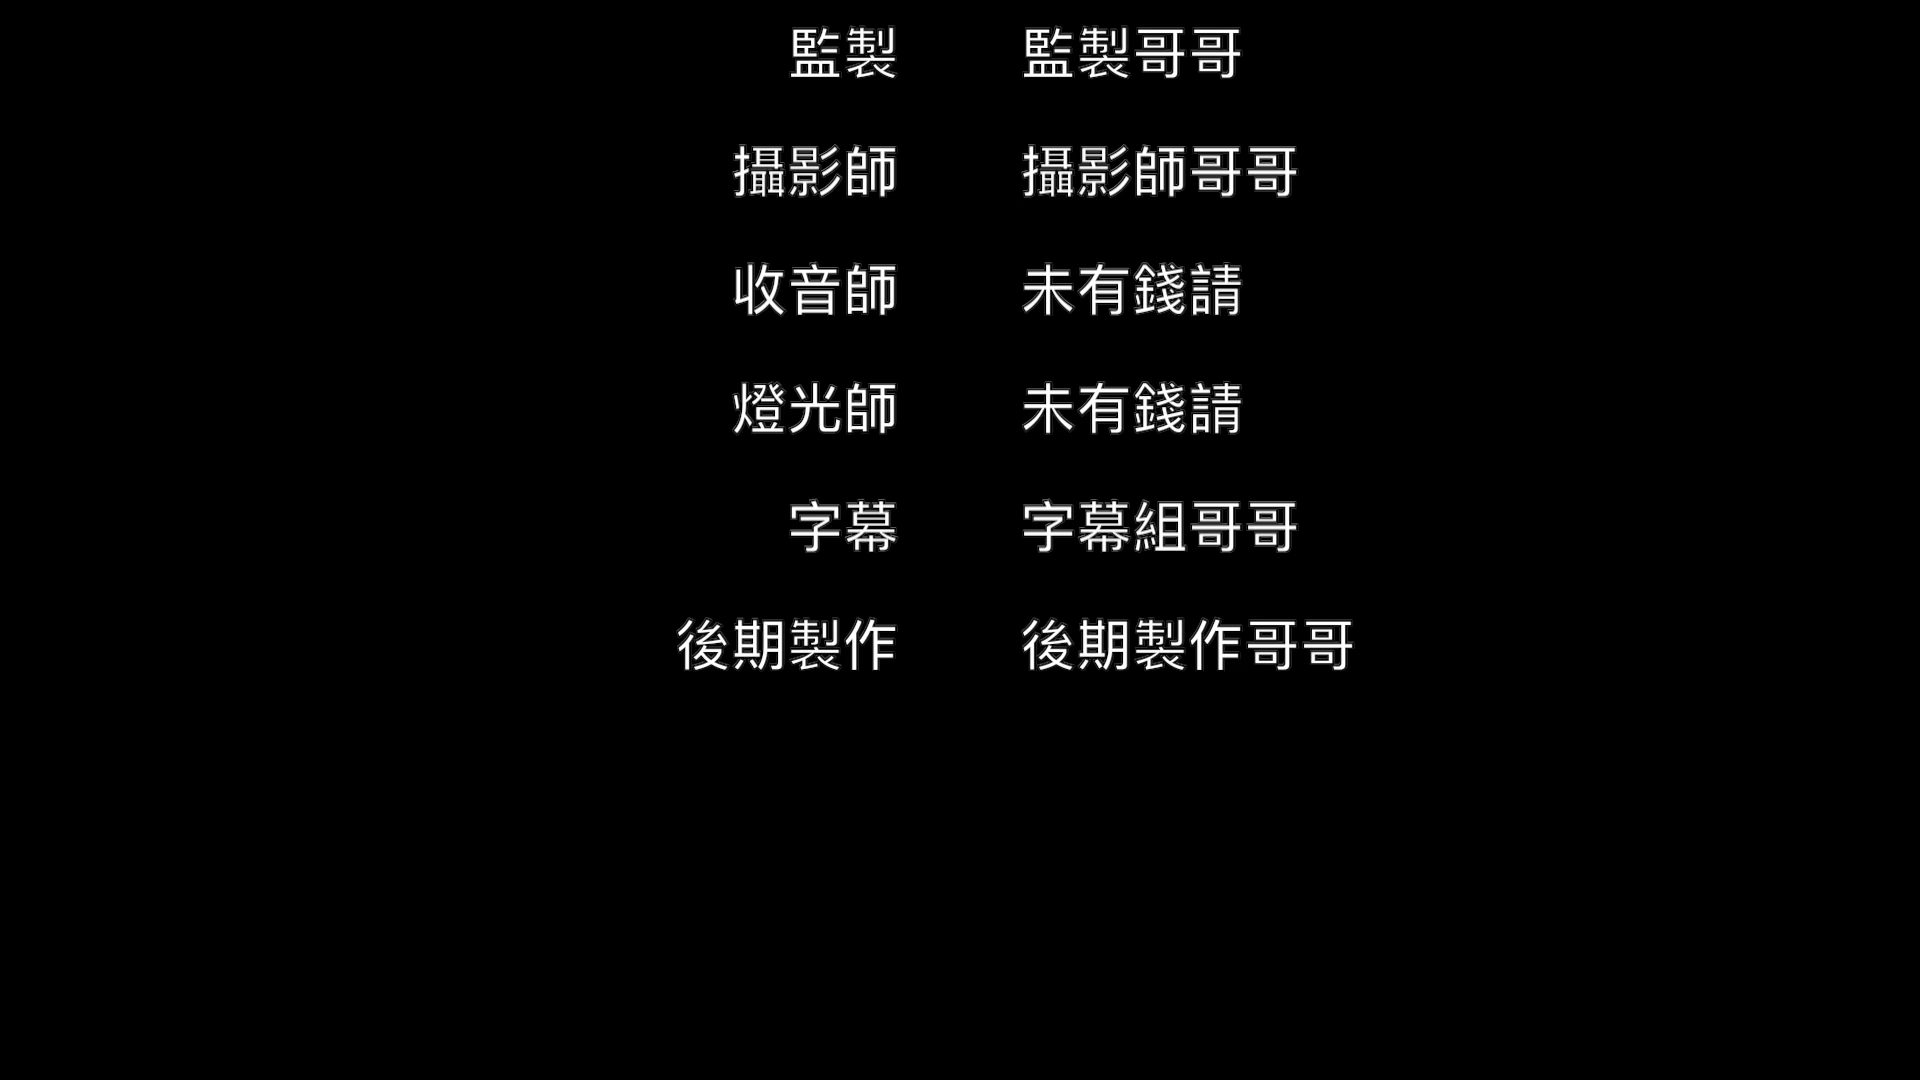 監製 監製哥哥
攝影師 攝影師哥哥
收音師 未有錢請
燈光師 未有錢請
字幕 字幕組哥哥
後期製作 後期製作哥哥